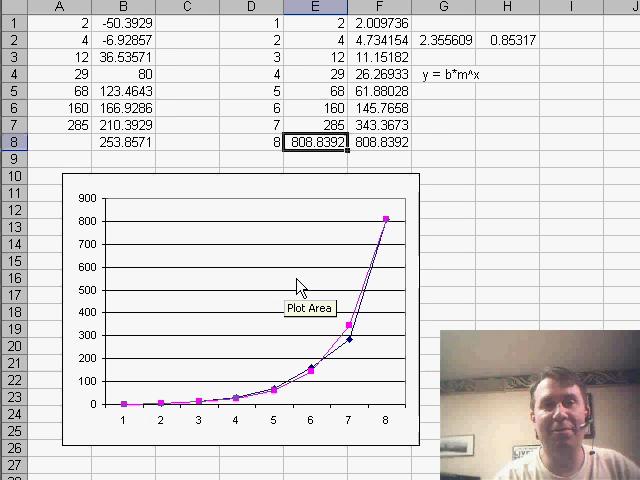 A B C D E F G H I J
1 2 -50.3929 1 2 2.009736
2 4 -6.92857 2 4 4.734154 2.355609 0.85317
3 12 36.53571 3 12 11.15182
4 29 80 4 29 26.26933 y = b*m^x
5 68 123.4643 5 68 61.88028
6 160 166.9286 6 160 145.7658
7 285 210.3929 7 285 343.3673
8 253.8571 8 808.8392 808.8392
9
10
11
12
13
14
15
16
17
18
19
20
21
22
23
24
25
26
27
900
800
700
600
500
400
300
200
100
0
1 2 3 4 5 6 7 8
Plot Area